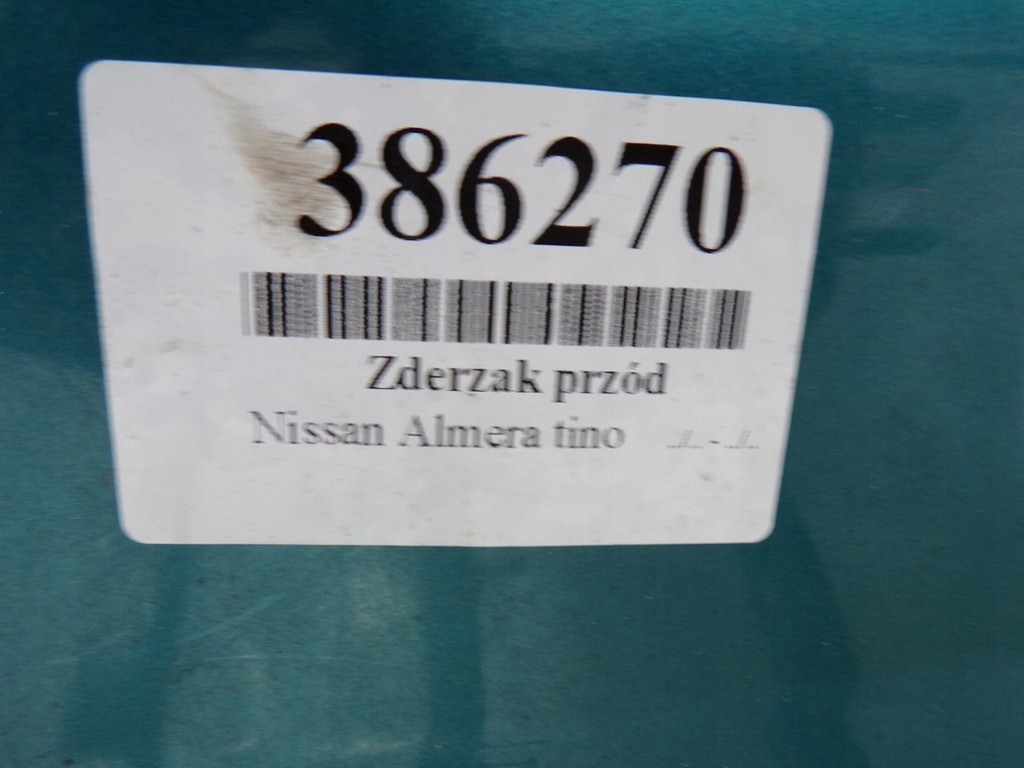 386270
Zderzak przód
Nissan Almera tino ../.. - ../..